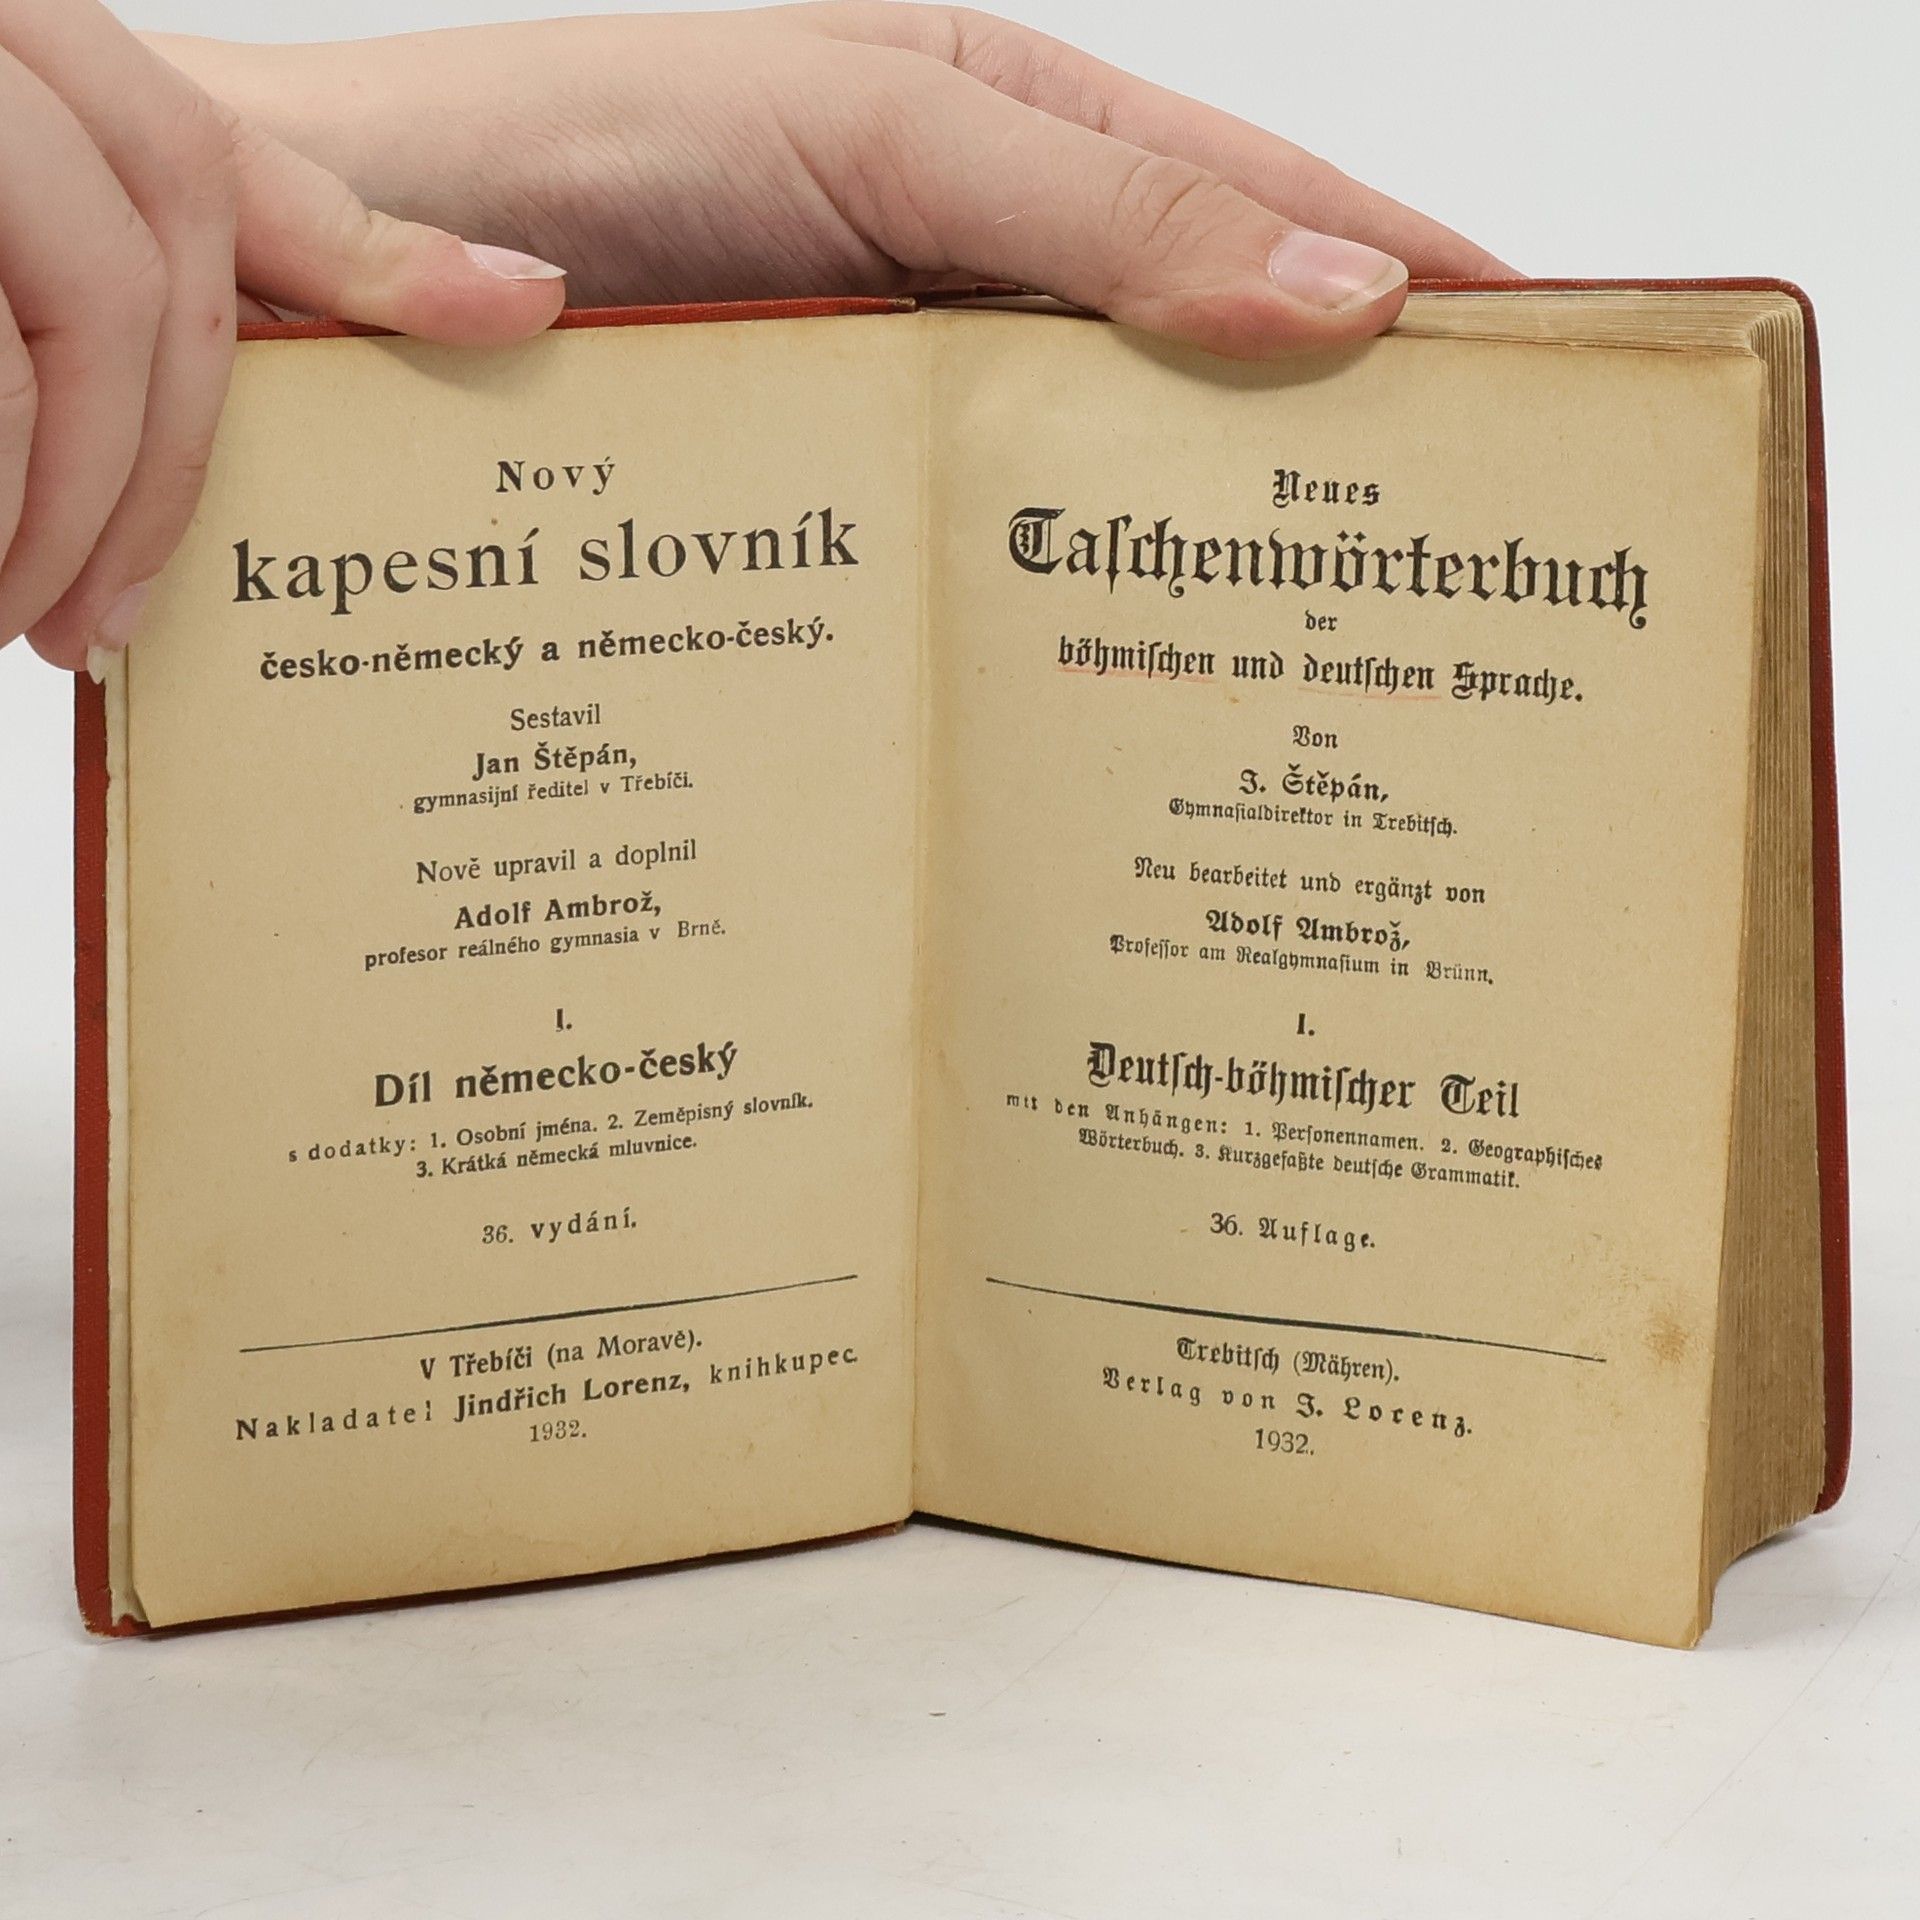 Nový
kapesní slovník
česko-německý a německo-český.
Sestavil
Jan Štěpán,
gymnasijní ředitel v Třebíči.
Nově upravil a doplnil
Adolf Ambrož,
profesor reálného gymnasia v Brně.
I.
Díl německo-český
s dodatky: 1. Osobní jména. 2. Zeměpisný slovník.
3. Krátká německá mluvnice.
36. vydání.
V Třebíči (na Moravě).
Nakladatel Jindřich Lorenz, knihkupec
1932.
Neues
Taſchenwörterbuch
der
böhmiſchen und deutſchen Sprache.
Von
J. Štěpán,
Gymnaſialdirektor in Trebitſch.
Neu bearbeitet und ergänzt von
Adolf Ambrož,
Profeſſor am Realgymnaſium in Brünn.
I.
Deutſch-böhmiſcher Teil
mit den Anhängen: 1. Perſonennamen. 2. Geographiſches
Wörterbuch. 3. Kurzgefaßte deutſche Grammatik.
36. Auflage.
Trebitſch (Mähren).
Verlag von J. Lorenz.
1932.